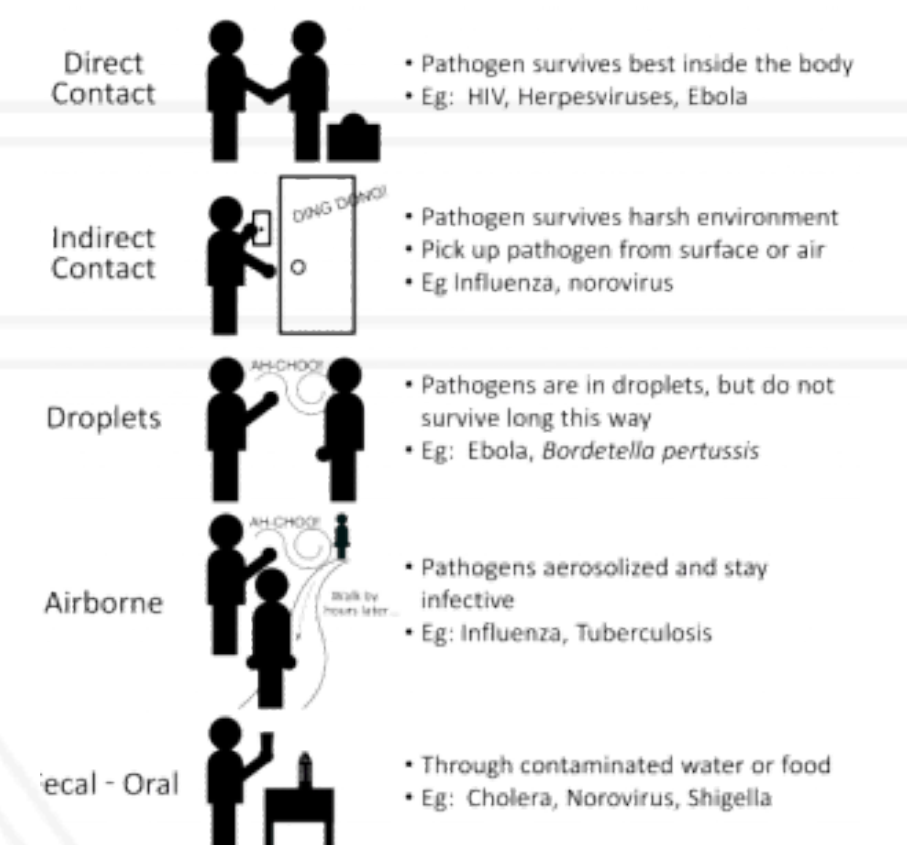 Direct
Contact
• Pathogen survives best inside the body
• Eg: HIV, Herpesviruses, Ebola
DING DONG!
Indirect
Contact
• Pathogen survives harsh environment
• Pick up pathogen from surface or air
• Eg Influenza, norovirus
AH-CHOO!
Droplets
• Pathogens are in droplets, but do not
survive long this way
• Eg: Ebola, Bordetella pertussis
AH-CHOO!
Airborne
Walk by
hours later...
• Pathogens aerosolized and stay
infective
• Eg: Influenza, Tuberculosis
ecal - Oral
• Through contaminated water or food
• Eg: Cholera, Norovirus, Shigella